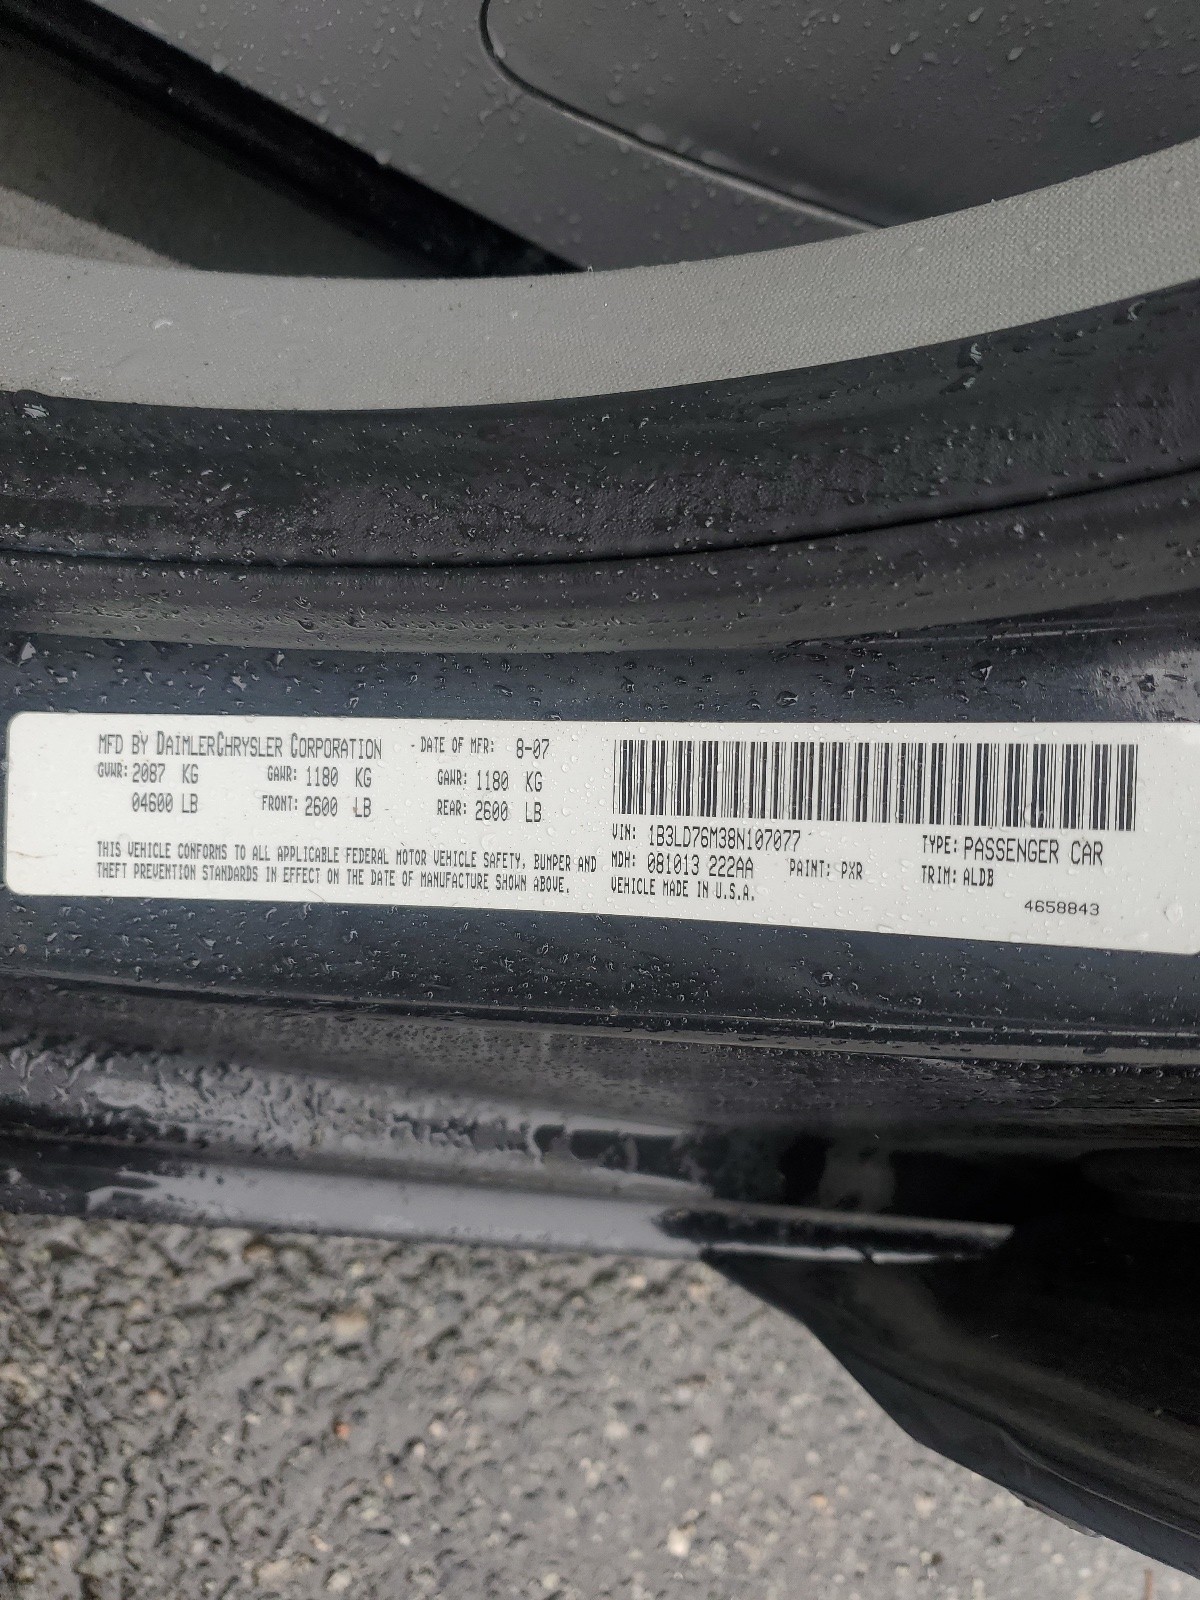 MFD BY DAIMLERCHRYSLER CORPORATION - DATE OF MFR: 8-07
GVWR: 2087 KG GAWR: 1180 KG GAWR: 1180 KG
04600 LB FRONT: 2600 LB REAR: 2600 LB
THIS VEHICLE CONFORMS TO ALL APPLICABLE FEDERAL MOTOR VEHICLE SAFETY, BUMPER AND
THEFT PREVENTION STANDARDS IN EFFECT ON THE DATE OF MANUFACTURE SHOWN ABOVE.
VIN: 1B3LD76M38N107077 TYPE: PASSENGER CAR
MDH: 081013 222AA PAINT: PXR TRIM: ALDB
VEHICLE MADE IN U.S.A.
4658843